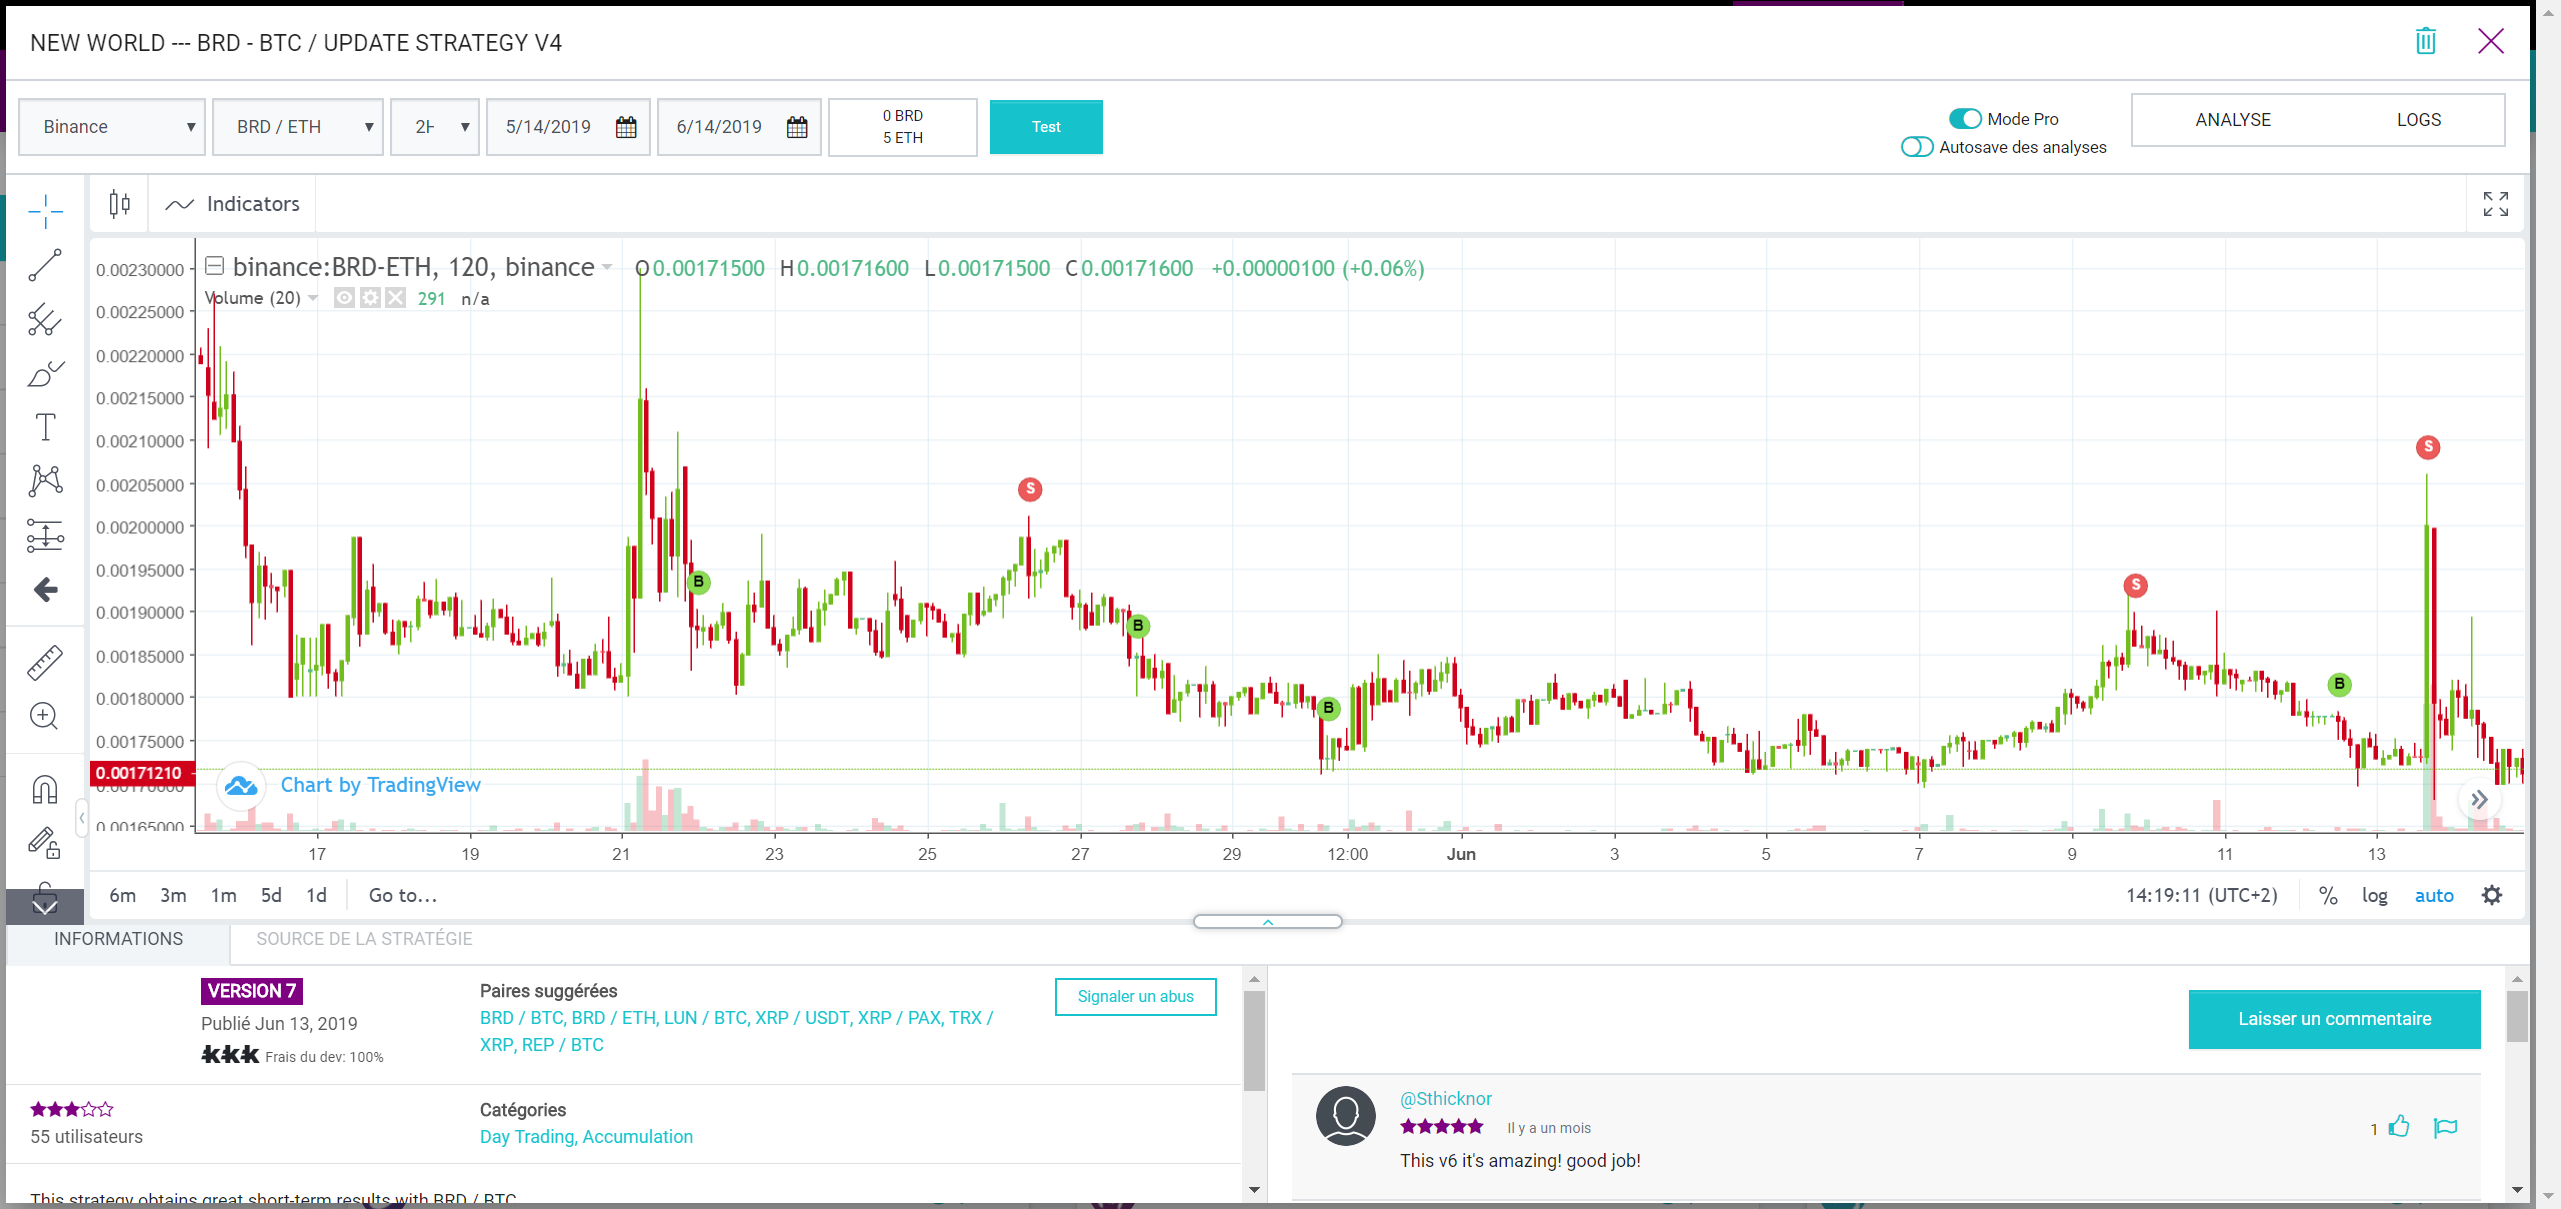 NEW WORLD --- BRD - BTC / UPDATE STRATEGY V4
Binance
BRD / ETH
2H
5/14/2019
6/14/2019
0 BRD
5 ETH
Test
Mode Pro
Autosave des analyses
ANALYSE
LOGS
Indicators
binance:BRD-ETH, 120, binance
O0.00171500 H0.00171600 L0.00171500 C0.00171600 +0.00000100 (+0.06%)
Volume (20)
291 n/a
0.00230000
0.00225000
0.00220000
0.00215000
0.00210000
0.00205000
0.00200000
0.00195000
0.00190000
0.00185000
0.00180000
0.00175000
0.00171210
0.00170000
0.00165000
B
S
B
B
S
B
S
Chart by TradingView
17
19
21
23
25
27
29
12:00
Jun
3
5
7
9
11
13
6m
3m
1m
5d
1d
Go to...
14:19:11 (UTC+2)
%
log
auto
INFORMATIONS
SOURCE DE LA STRATÉGIE
VERSION 7
Publié Jun 13, 2019
Frais du dev: 100%
Paires suggérées
BRD / BTC, BRD / ETH, LUN / BTC, XRP / USDT, XRP / PAX, TRX /
XRP, REP / BTC
Signaler un abus
55 utilisateurs
Catégories
Day Trading, Accumulation
This strategy obtains great short-term results with BRD / BTC
Laisser un commentaire
@Sthicknor
Il y a un mois
1
This v6 it's amazing! good job!